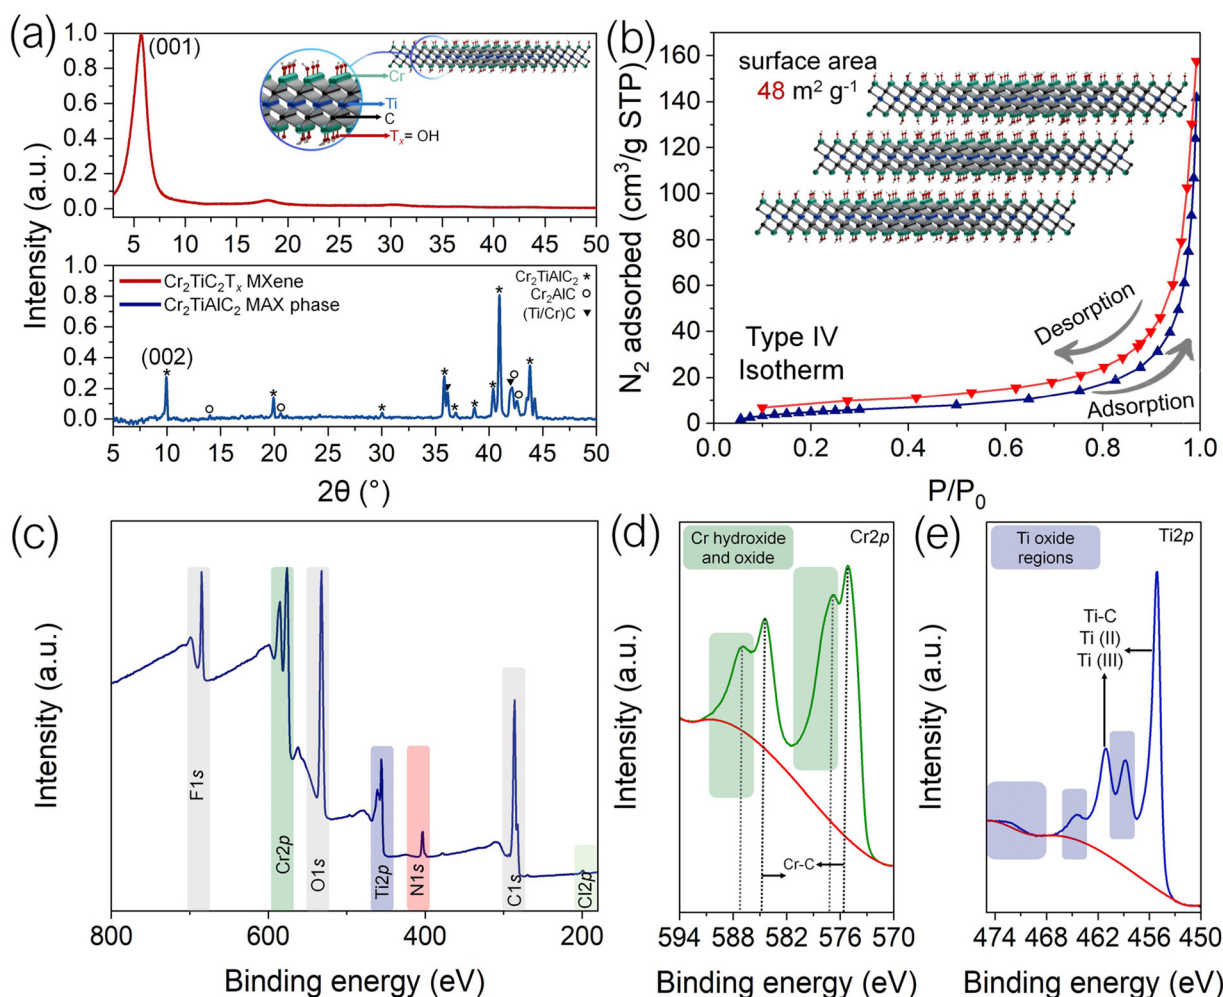 (a)
1.0
0.8
0.6
0.4
0.2
0.0
(001)
Cr
Ti
C
Tₓ= OH
5 10 15 20 25 30 35 40 45 50
1.0
0.8
0.6
0.4
0.2
0.0
Cr₂TiC₂Tₓ MXene
Cr₂TiAlC₂ MAX phase
Cr₂TiAlC₂ *
Cr₂AlC o
(Ti/Cr)C ▼
(002)
5 10 15 20 25 30 35 40 45 50
Intensity (a.u.)
2θ (°)
(b)
160
140
120
100
80
60
40
20
0
N₂ adsorbed (cm³/g STP)
surface area
48 m² g⁻¹
Desorption
Type IV
Isotherm
Adsorption
0.0 0.2 0.4 0.6 0.8 1.0
P/P₀
(c)
Intensity (a.u.)
F1s
Cr2p
O1s
Ti2p
N1s
C1s
Cl2p
800 600 400 200
Binding energy (eV)
(d)
Cr hydroxide
and oxide
Cr2p
Intensity (a.u.)
Cr-C
594 588 582 576 570
Binding energy (eV)
(e)
Ti oxide
regions
Ti2p
Ti-C
Ti (II)
Ti (III)
Intensity (a.u.)
474 468 462 456 450
Binding energy (eV)